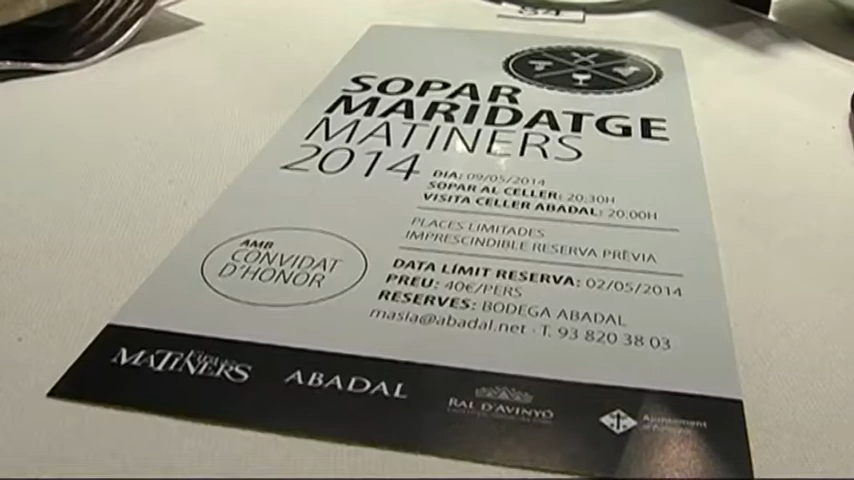 SOPAR
MARIDATGE
MATINERS
2014
DIA: 09/05/2014
SOPAR AL CELLER: 20:30H
VISITA CELLER ABADAL: 20:00H
PLACES LIMITADES
IMPRESCINDIBLE RESERVA PRÈVIA
AMB
CONVIDAT
D'HONOR
DATA LÍMIT RESERVA: 02/05/2014
PREU: 40€/PERS
RESERVES: BODEGA ABADAL
masia@abadal.net - T. 93 820 38 03
MATINERS
ABADAL
RAL D'AVINYÓ
Ajuntament